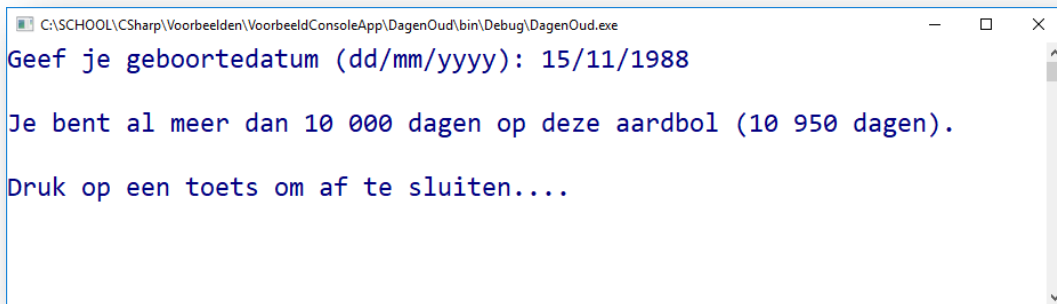 C:\SCHOOL\CSharp\Voorbeelden\VoorbeeldConsoleApp\DagenOud\bin\Debug\DagenOud.exe
Geef je geboortedatum (dd/mm/yyyy): 15/11/1988
Je bent al meer dan 10 000 dagen op deze aardbol (10 950 dagen).
Druk op een toets om af te sluiten....